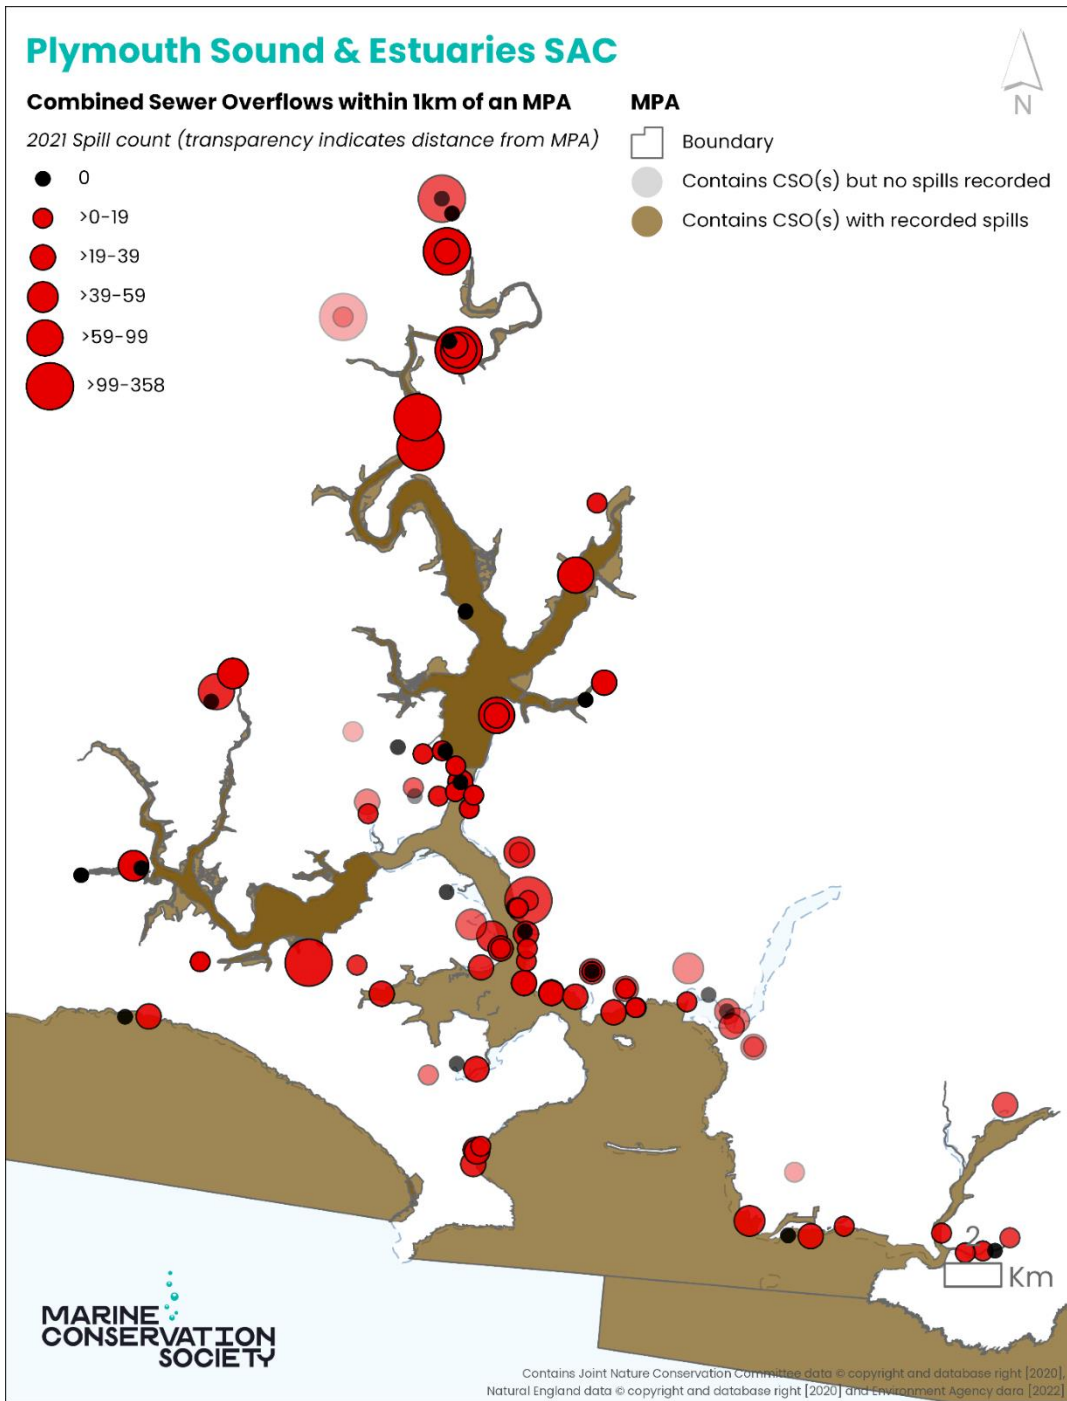 Plymouth Sound & Estuaries SAC
N
Combined Sewer Overflows within 1km of an MPA
2021 Spill count (transparency indicates distance from MPA)
0
>0-19
>19-39
>39-59
>59-99
>99-358
MPA
Boundary
Contains CSO(s) but no spills recorded
Contains CSO(s) with recorded spills
2
Km
MARINE
CONSERVATION
SOCIETY
Contains Joint Nature Conservation Committee data © copyright and database right [2020],
Natural England data © copyright and database right [2020] and Environment Agency dara [2022]